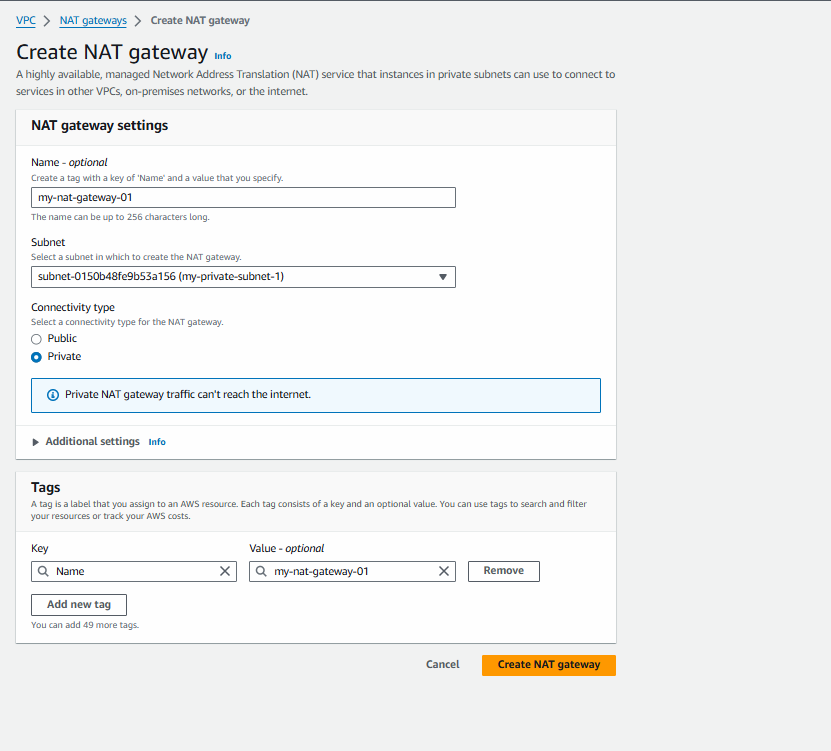 VPC > NAT gateways > Create NAT gateway
Create NAT gateway Info
A highly available, managed Network Address Translation (NAT) service that instances in private subnets can use to connect to
services in other VPCs, on-premises networks, or the internet.
NAT gateway settings
Name - optional
Create a tag with a key of 'Name' and a value that you specify.
my-nat-gateway-01
The name can be up to 256 characters long.
Subnet
Select a subnet in which to create the NAT gateway.
subnet-0150b48fe9b53a156 (my-private-subnet-1)
Connectivity type
Select a connectivity type for the NAT gateway.
Public
Private
Private NAT gateway traffic can't reach the internet.
Additional settings Info
Tags
A tag is a label that you assign to an AWS resource. Each tag consists of a key and an optional value. You can use tags to search and filter
your resources or track your AWS costs.
Key Value - optional
Name my-nat-gateway-01 Remove
Add new tag
You can add 49 more tags.
Cancel Create NAT gateway